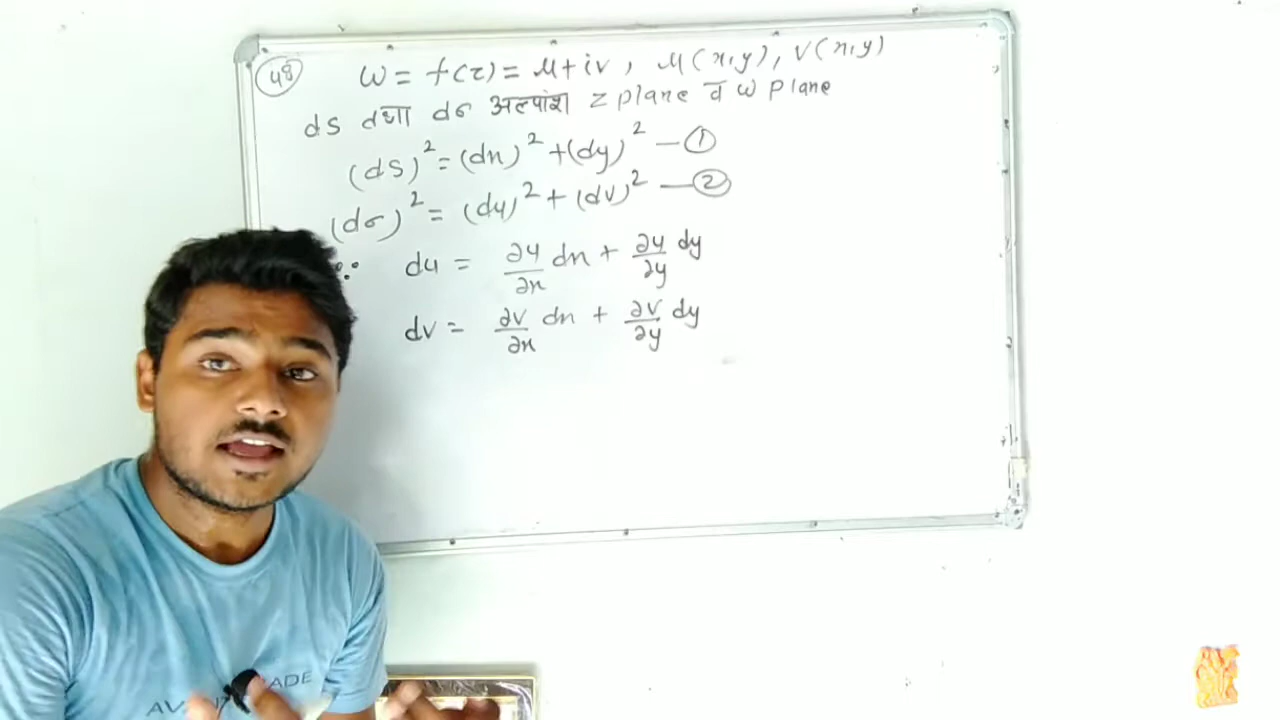 48
w = f(z) = u + iv, u(x, y), v(x, y)
ds तथा dσ अल्पांश z plane व w plane
(ds)² = (dx)² + (dy)² — ①
(dσ)² = (du)² + (dv)² — ②
∵ du = ∂u/∂x dx + ∂u/∂y dy
dv = ∂v/∂x dx + ∂v/∂y dy